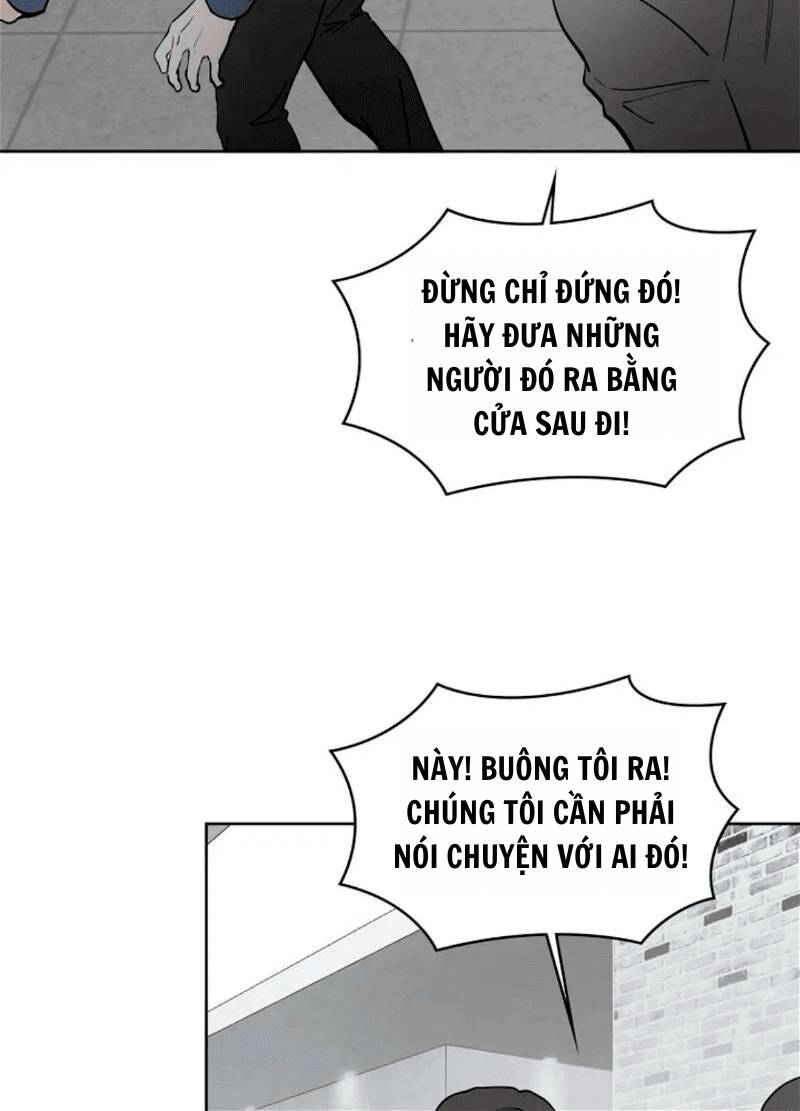 ĐỪNG CHỈ ĐỨNG ĐÓ!
HÃY ĐƯA NHỮNG
NGƯỜI ĐÓ RA BẰNG
CỬA SAU ĐI!
NÀY! BUÔNG TÔI RA!
CHÚNG TÔI CẦN PHẢI
NÓI CHUYỆN VỚI AI ĐÓ!